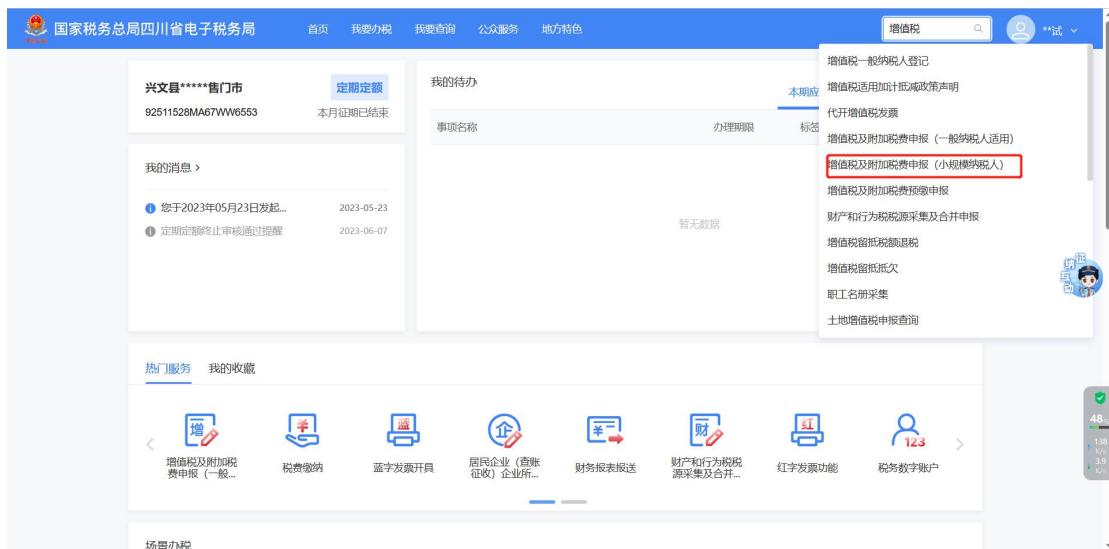 国家税务总局四川省电子税务局 首页 我要办税 我要查询 公众服务 地方特色 增值税 **试
兴文县*****售门市 定期定额
92511528MA67WW6553 本月征期已结束
我的消息 >
您于2023年05月23日发起... 2023-05-23
定期定额终止审核通过提醒 2023-06-07
我的待办
本期应
事项名称 办理期限 标签
暂无数据
增值税一般纳税人登记
增值税适用加计抵减政策声明
代开增值税发票
增值税及附加税费申报（一般纳税人适用）
增值税及附加税费申报（小规模纳税人）
增值税及附加税费预缴申报
财产和行为税税源采集及合并申报
增值税留抵税额退税
增值税留抵抵欠
职工名册采集
土地增值税申报查询
征纳互动
热门服务 我的收藏
增 蓝 企 财 红 123
增值税及附加税费申报（一般...
税费缴纳
蓝字发票开具
居民企业（查账征收）企业所...
财务报表报送
财产和行为税税源采集及合并...
红字发票功能
税务数字账户
场景办税
48
138
K/s
3.9
K/s